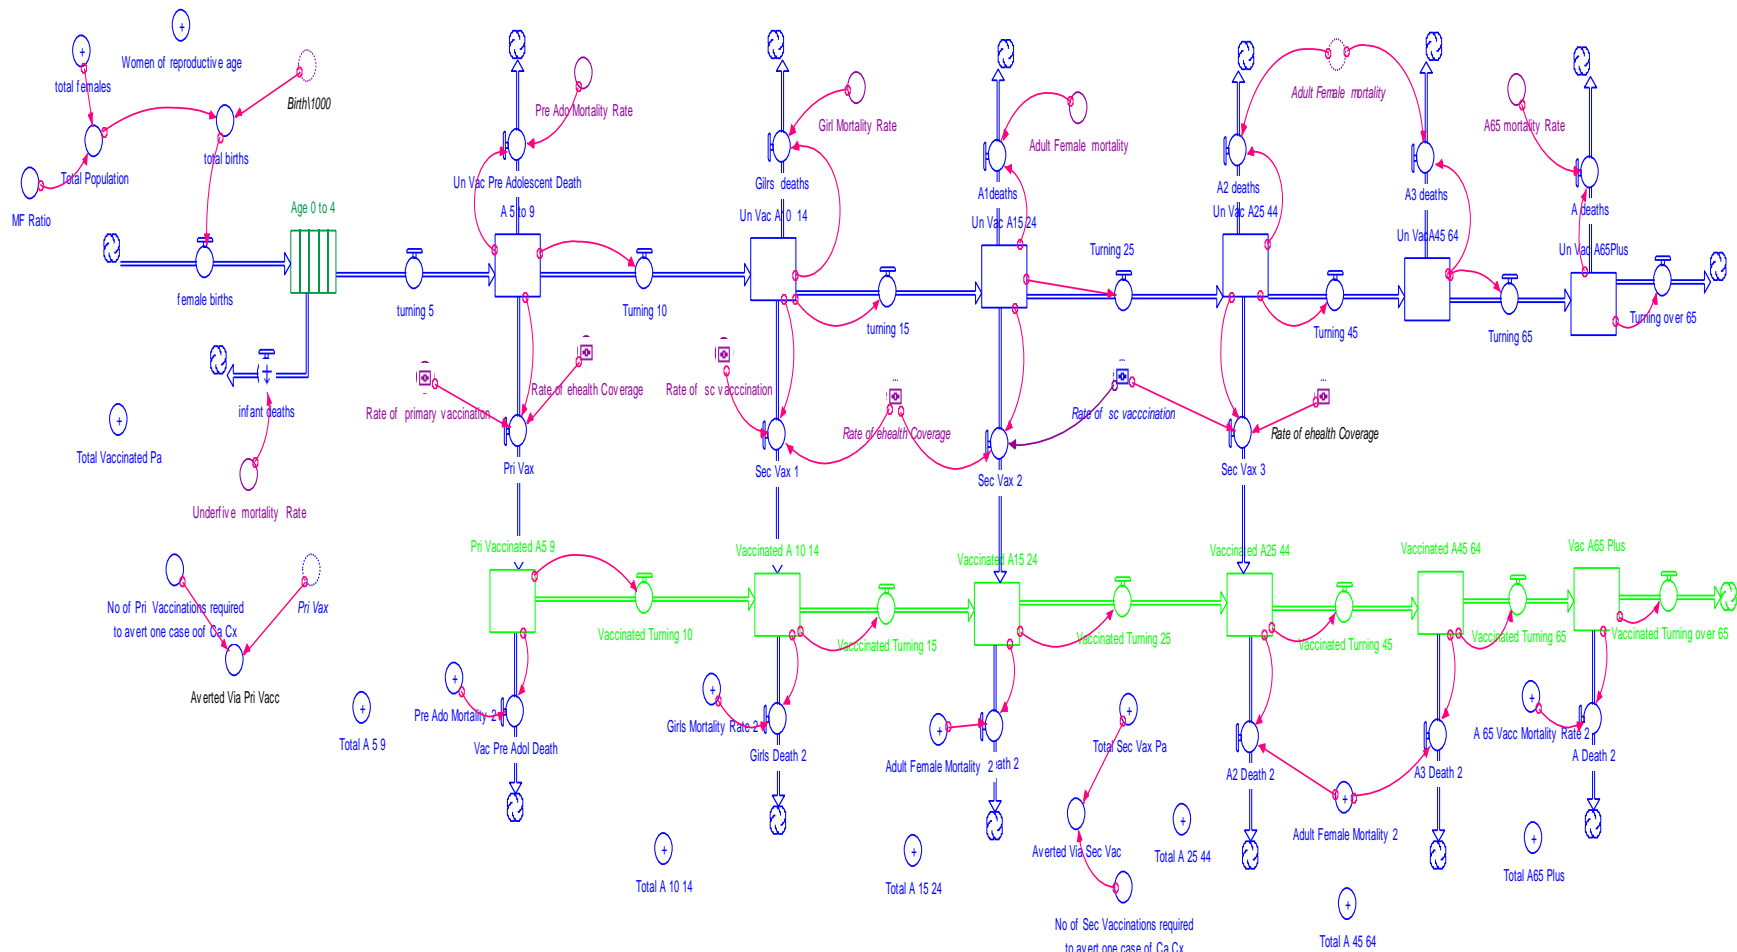 Women of reproductive age
total females
Birth\1000
total births
Total Population
MF Ratio
Age 0 to 4
female births
turning 5
infant deaths
Underfive mortality Rate
Total Vaccinated Pa
Pre Ado Mortality Rate
Un Vac Pre Adolescent Death
A 5 to 9
Turning 10
Girl Mortality Rate
Gilrs deaths
Un Vac A10 14
turning 15
Adult Female mortality
A1deaths
Un Vac A15 24
Turning 25
Adult Female mortality
A2 deaths
Un Vac A25 44
Turning 45
A3 deaths
Un VacA45 64
Turning 65
A65 mortality Rate
A deaths
Un Vac A65Plus
Turning over 65
Rate of primary vaccination
Rate of ehealth Coverage
Pri Vax
Rate of sc vacccination
Rate of ehealth Coverage
Sec Vax 1
Sec Vax 2
Rate of sc vacccination
Rate of ehealth Coverage
Sec Vax 3
Pri Vaccinated A5 9
Vaccinated A 10 14
Vaccinated A15 24
Vaccinated A25 44
Vaccinated A45 64
Vac A65 Plus
Vaccinated Turning 10
Vacccinated Turning 15
Vaccinated Turning 25
Vaccinated Turning 45
Vaccinated Turning 65
Vaccinated Turning over 65
No of Pri Vaccinations required
to avert one case oof Ca Cx
Pri Vax
Averted Via Pri Vacc
Total A 5 9
Pre Ado Mortality 2
Vac Pre Adol Death
Girls Mortality Rate 2
Girls Death 2
Adult Female Mortality 2
Total Sec Vax Pa
Averted Via Sec Vac
No of Sec Vaccinations required
to avert one case of Ca Cx
A2 Death 2
A3 Death 2
Adult Female Mortality 2
A 65 Vacc Mortality Rate 2
A Death 2
Total A 10 14
Total A 15 24
Total A 25 44
Total A 45 64
Total A65 Plus